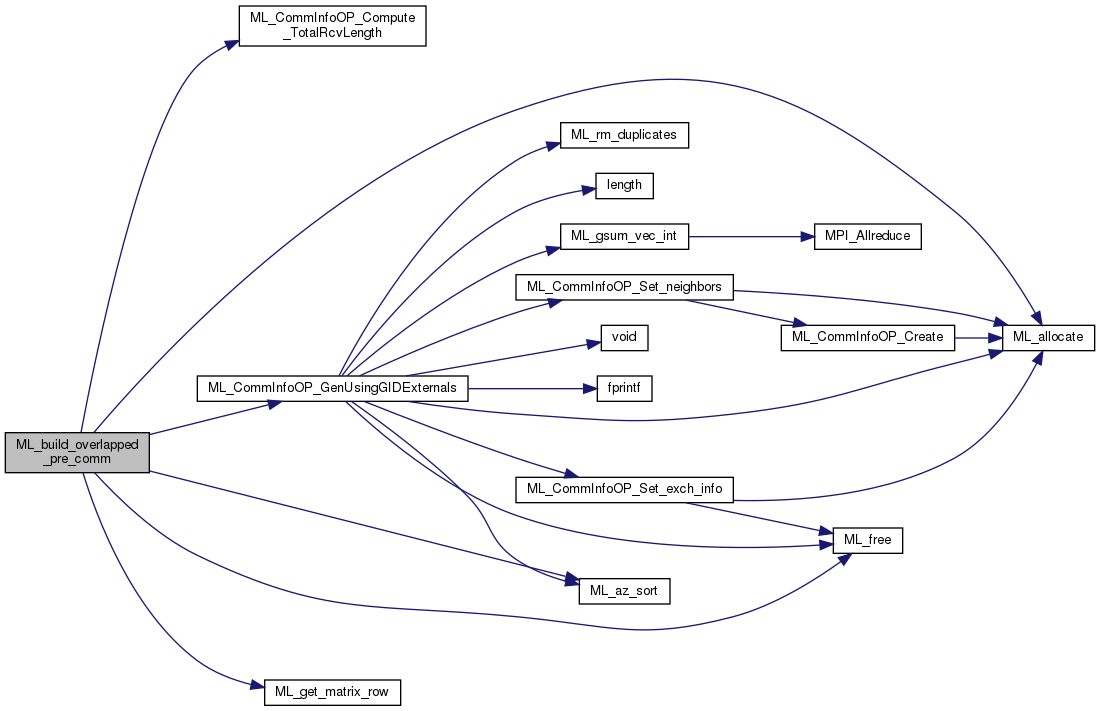 ML_CommInfoOP_Compute
_TotalRcvLength
ML_rm_duplicates
length
ML_gsum_vec_int
MPI_Allreduce
ML_CommInfoOP_Set_neighbors
void
ML_CommInfoOP_Create
ML_allocate
ML_CommInfoOP_GenUsingGIDExternals
fprintf
ML_build_overlapped
_pre_comm
ML_CommInfoOP_Set_exch_info
ML_free
ML_az_sort
ML_get_matrix_row